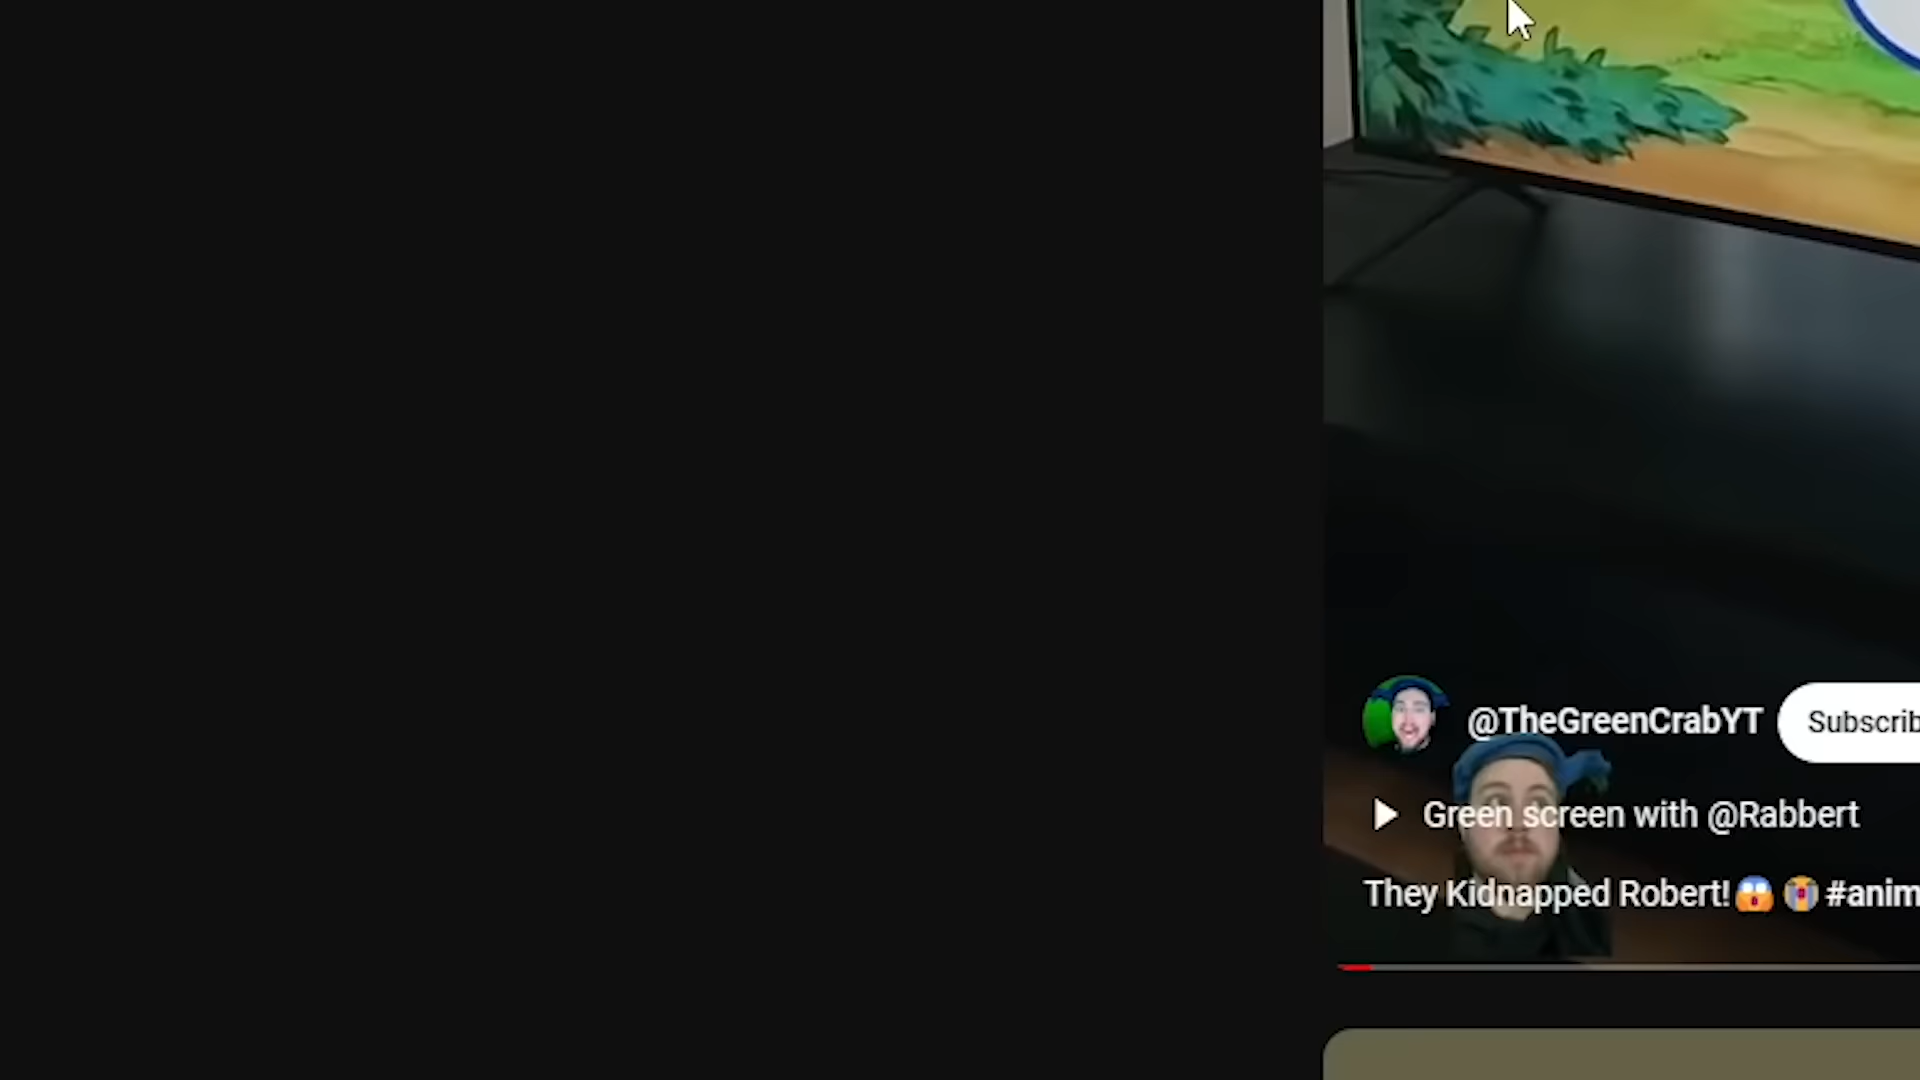 @TheGreenCrabYT Subscrib
Green screen with @Rabbert
They Kidnapped Robert!😱 😭 #anim